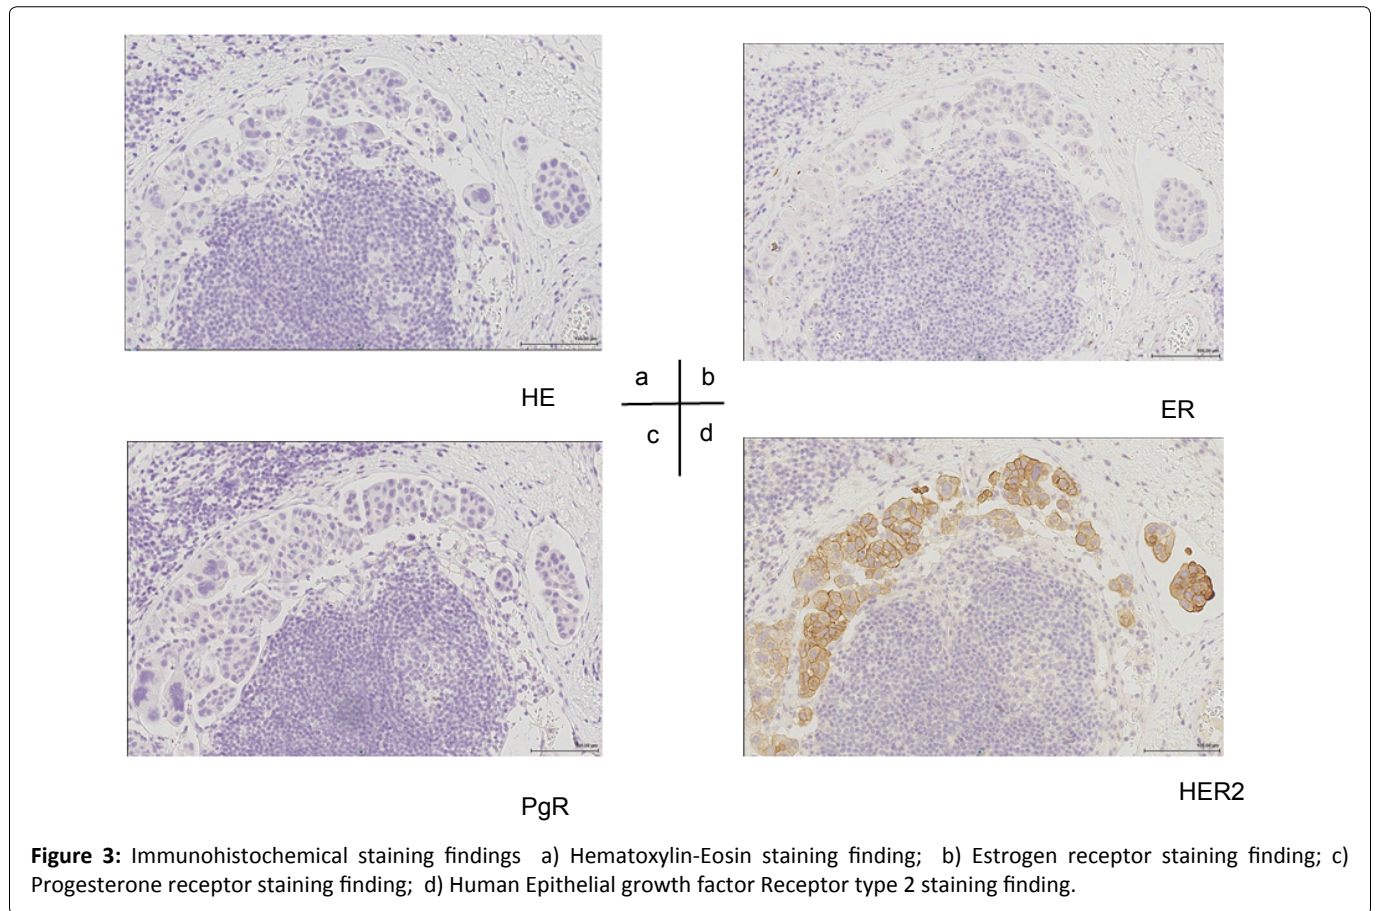 HE
a
b
ER
c
d
PgR
HER2
Figure 3: Immunohistochemical staining findings a) Hematoxylin-Eosin staining finding; b) Estrogen receptor staining finding; c)
Progesterone receptor staining finding; d) Human Epithelial growth factor Receptor type 2 staining finding.